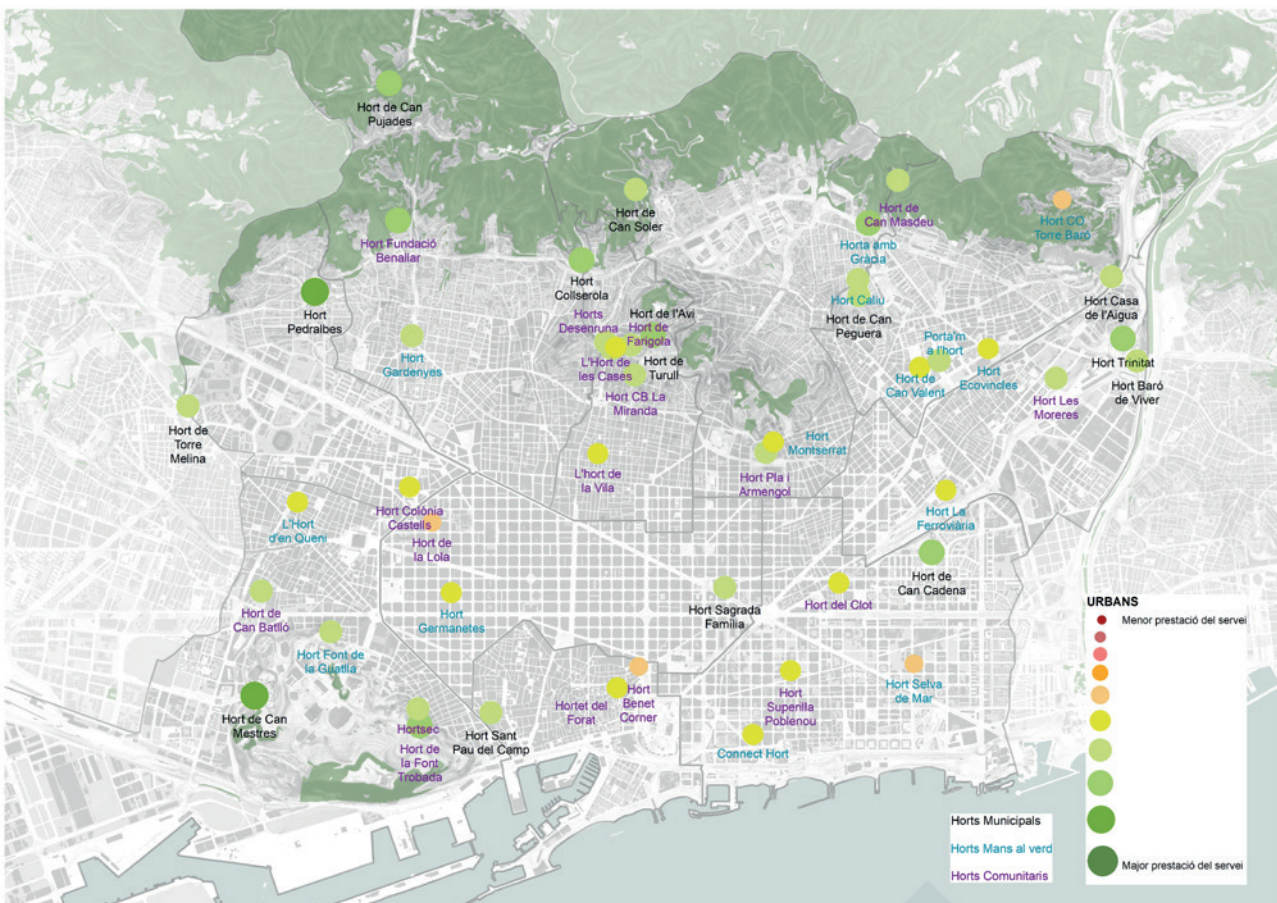 Hort de Can
Pujades
Hort Fundació
Benallar
Hort de
Can Soler
Hort de
Can Masdeu
Horta amb
Gràcia
Hort CO
Torre Baró
Hort
Collserola
Hort
Pedralbes
Hort Caliu
Hort de Can
Peguera
Hort Casa
de l'Aigua
Horts
Desenruna
Hort de l'Avi
Hort de
Farigola
L'Hort de
les Cases
Hort de
Turull
Hort CB La
Miranda
Hort
Gardenyes
Porta'm
a l'hort
Hort de
Can Valent
Hort
Ecovincles
Hort Trinitat
Hort Baró
de Viver
Hort Les
Moreres
Hort de
Torre
Melina
L'hort de
la Vila
Hort
Montserrat
Hort Pla i
Armengol
L'Hort
d'en Queni
Hort Colònia
Castells
Hort de
la Lola
Hort La
Ferroviària
Hort de
Can Cadena
Hort de
Can Batlló
Hort
Germanetes
Hort Sagrada
Família
Hort del Clot
Hort Font de
la Guatlla
Hort de Can
Mestres
Hortsec
Hort de
la Font
Trobada
Hort Sant
Pau del Camp
Hortet del
Forat
Hort
Benet
Corner
Hort
Superilla
Poblenou
Connect Hort
Hort Selva
de Mar
URBANS
Menor prestació del servei
Major prestació del servei
Horts Municipals
Horts Mans al verd
Horts Comunitaris